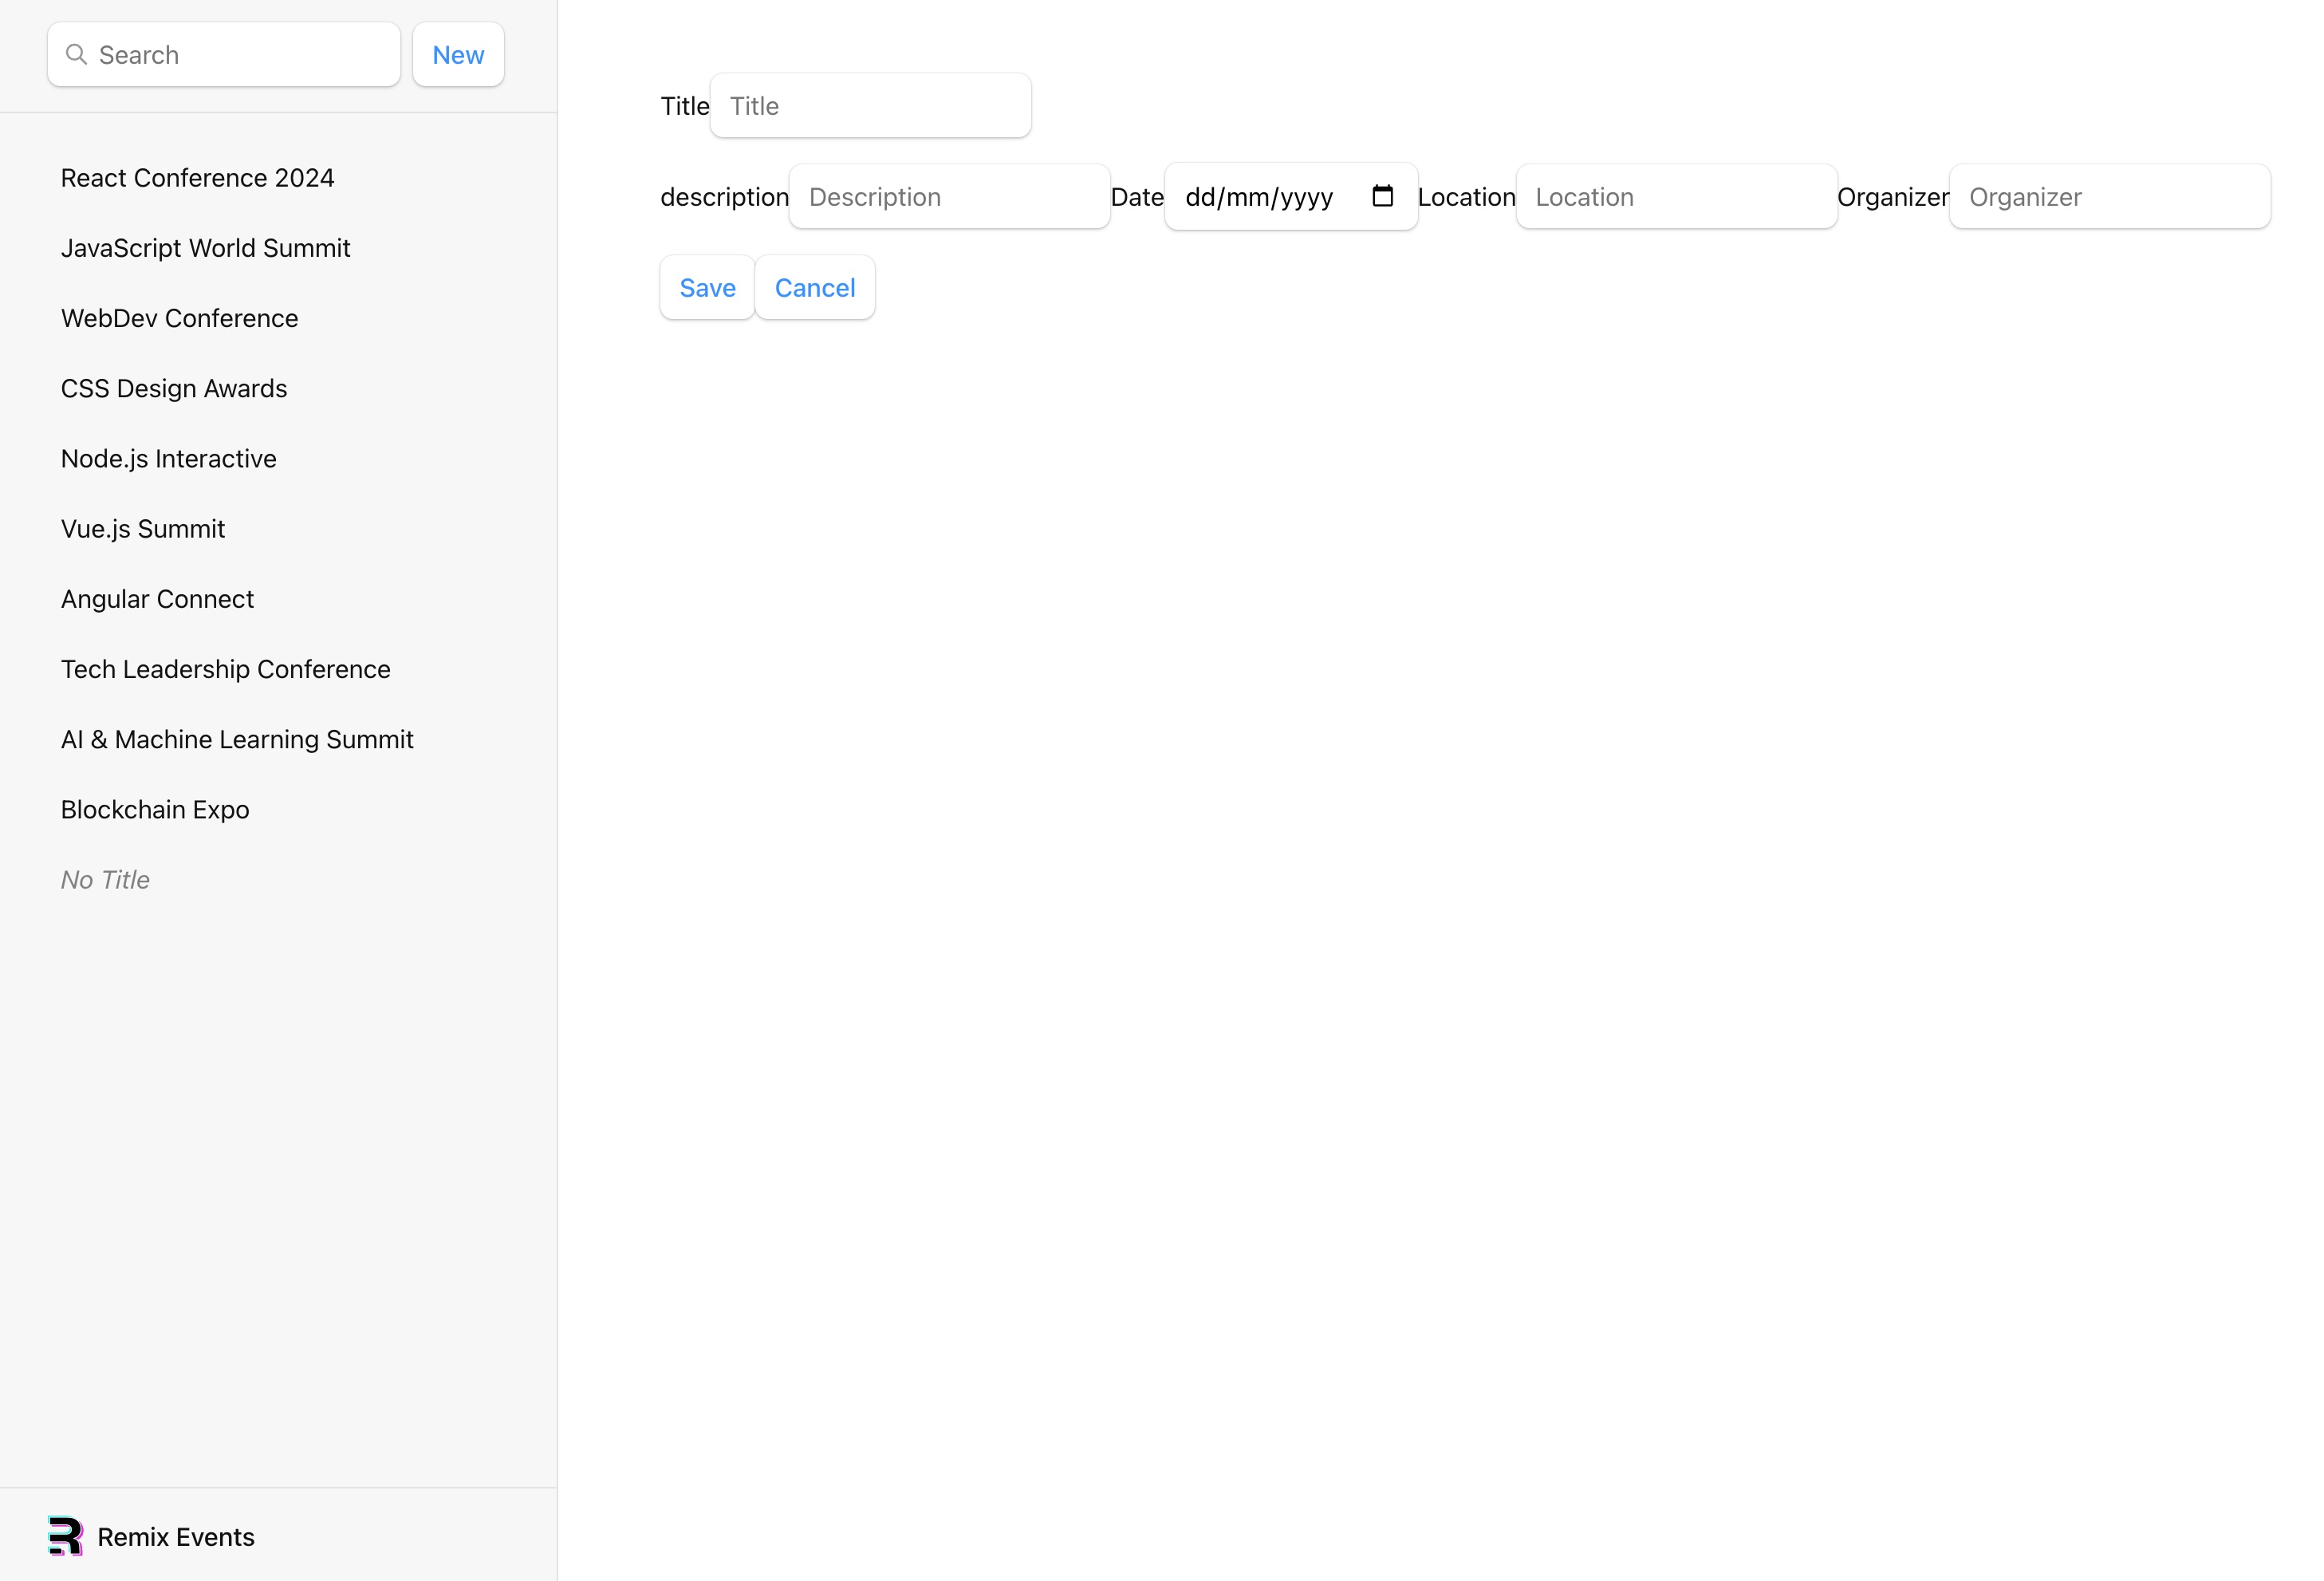 Search
New
React Conference 2024
JavaScript World Summit
WebDev Conference
CSS Design Awards
Node.js Interactive
Vue.js Summit
Angular Connect
Tech Leadership Conference
AI & Machine Learning Summit
Blockchain Expo
No Title
Remix Events
Title Title
description Description Date dd/mm/yyyy Location Location Organizer Organizer
Save Cancel